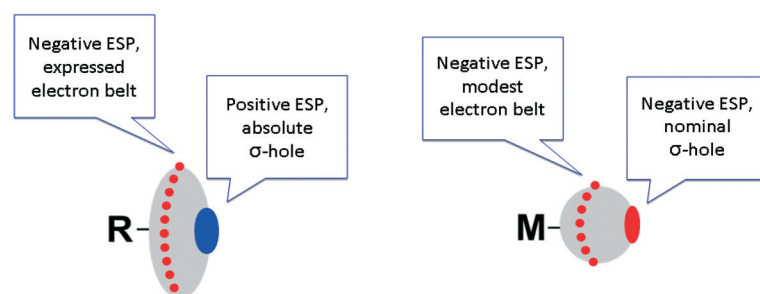 Negative ESP,
expressed
electron belt
Positive ESP,
absolute
σ-hole
R
Negative ESP,
modest
electron belt
Negative ESP,
nominal
σ-hole
M